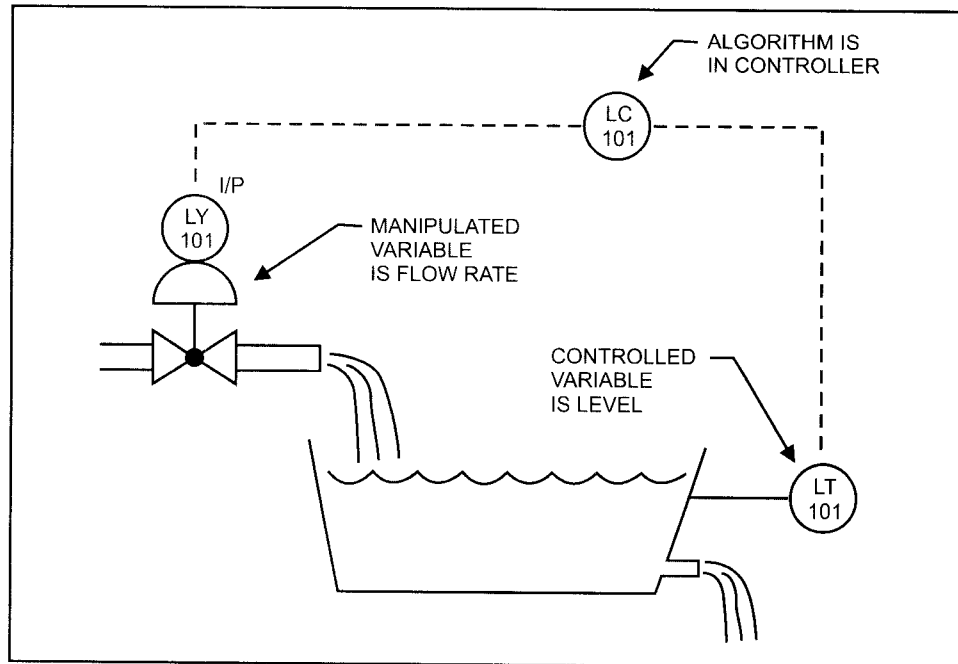 ALGORITHM IS
IN CONTROLLER
LC
101
I/P
LY
101
MANIPULATED
VARIABLE
IS FLOW RATE
CONTROLLED
VARIABLE
IS LEVEL
LT
101